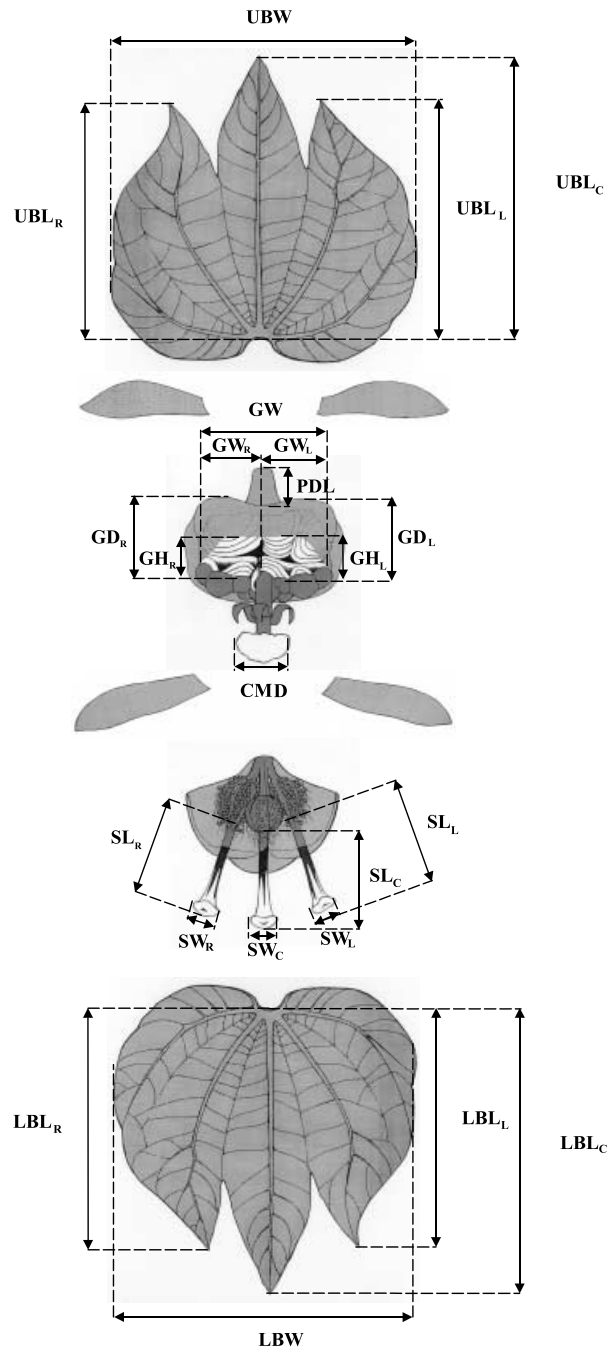 UBW
UBL_C
UBL_R
UBL_L
GW
GW_R
GW_L
PDL
GD_R
GD_L
GH_R
GH_L
CMD
SL_R
SL_L
SL_C
SW_R
SW_C
SW_L
LBL_R
LBL_L
LBL_C
LBW